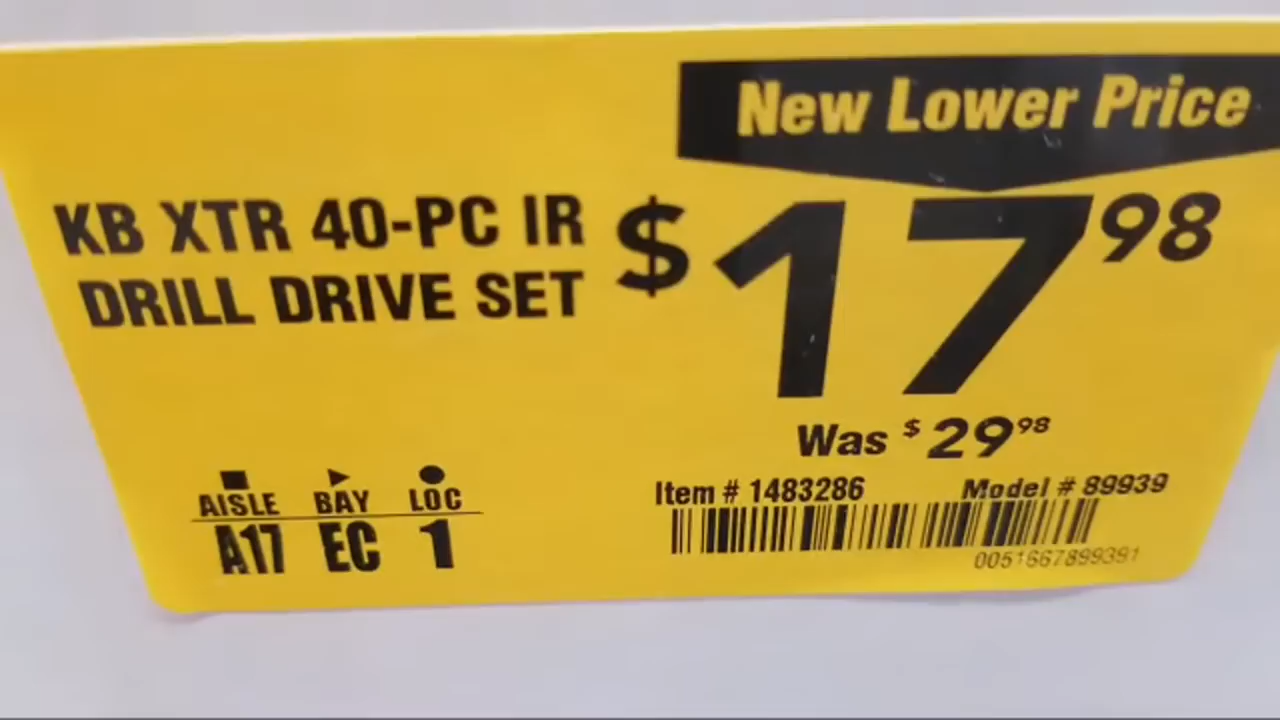 New Lower Price
KB XTR 40-PC IR
DRILL DRIVE SET
$17 98
Was $29 98
Item # 1483286 Model # 89939
0051667899391
AISLE BAY LOC
A17 EC 1